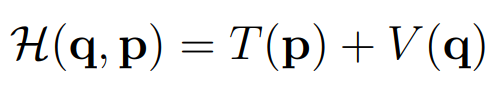 ℋ(𝐪, 𝐩) = T(𝐩) + V(𝐪)